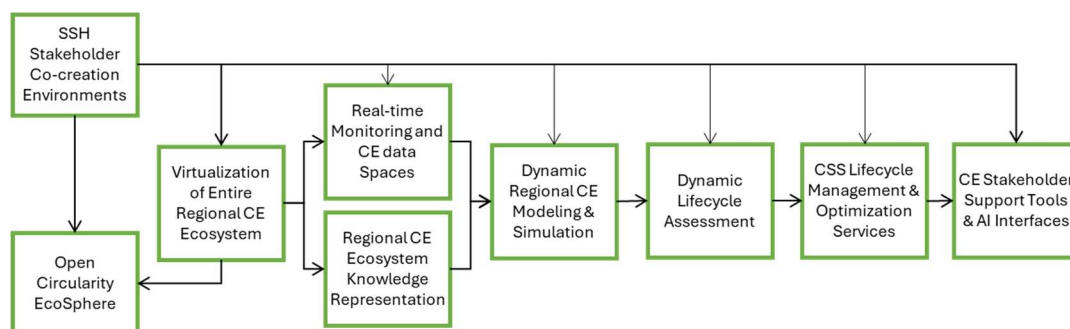 SSH
Stakeholder
Co-creation
Environments
Open
Circularity
EcoSphere
Virtualization
of Entire
Regional CE
Ecosystem
Real-time
Monitoring and
CE data
Spaces
Regional CE
Ecosystem
Knowledge
Representation
Dynamic
Regional CE
Modeling &
Simulation
Dynamic
Lifecycle
Assessment
CSS Lifecycle
Management &
Optimization
Services
CE Stakeholder
Support Tools
& AI Interfaces